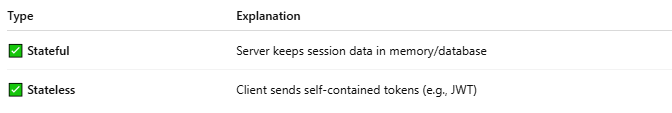 Type Explanation
✅ Stateful Server keeps session data in memory/database
✅ Stateless Client sends self-contained tokens (e.g., JWT)